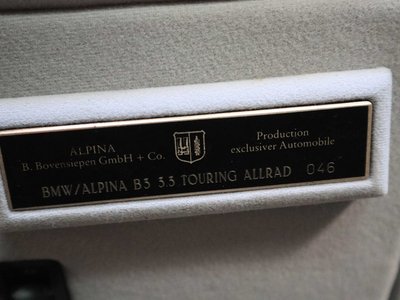 ALPINA
B. Bovensiepen GmbH + Co.
Production
exclusiver Automobile
BMW/ALPINA B3 3.3 TOURING ALLRAD 046